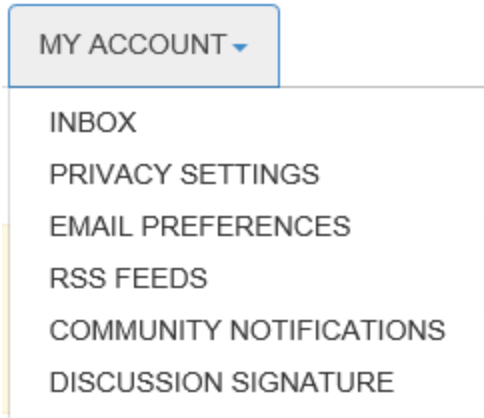 MY ACCOUNT
INBOX
PRIVACY SETTINGS
EMAIL PREFERENCES
RSS FEEDS
COMMUNITY NOTIFICATIONS
DISCUSSION SIGNATURE